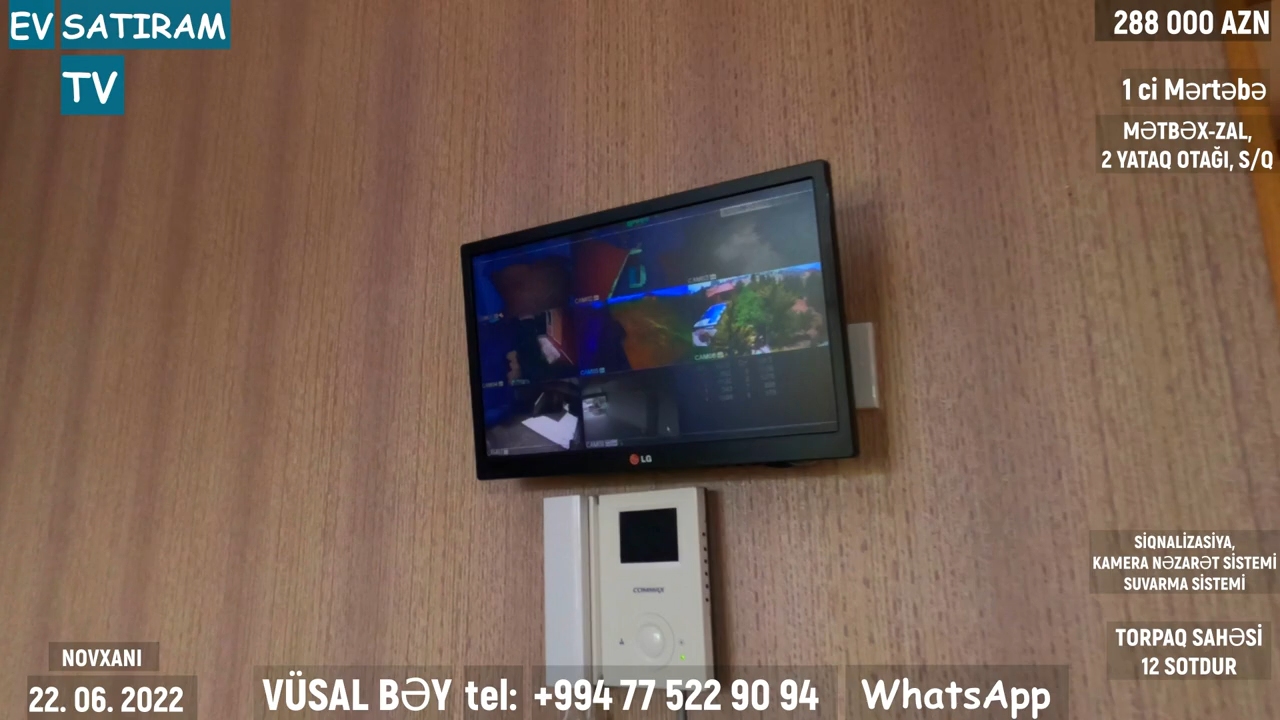 EV SATIRAM
TV
288 000 AZN
1 ci Mərtəbə
MƏTBƏX-ZAL,
2 YATAQ OTAĞI, S/Q
LG
COMMAX
SİQNALİZASİYA,
KAMERA NƏZARƏT SİSTEMİ
SUVARMA SİSTEMİ
TORPAQ SAHƏSİ
12 SOTDUR
NOVXANI
22. 06. 2022
VÜSAL BƏY tel: +994 77 522 90 94 WhatsApp